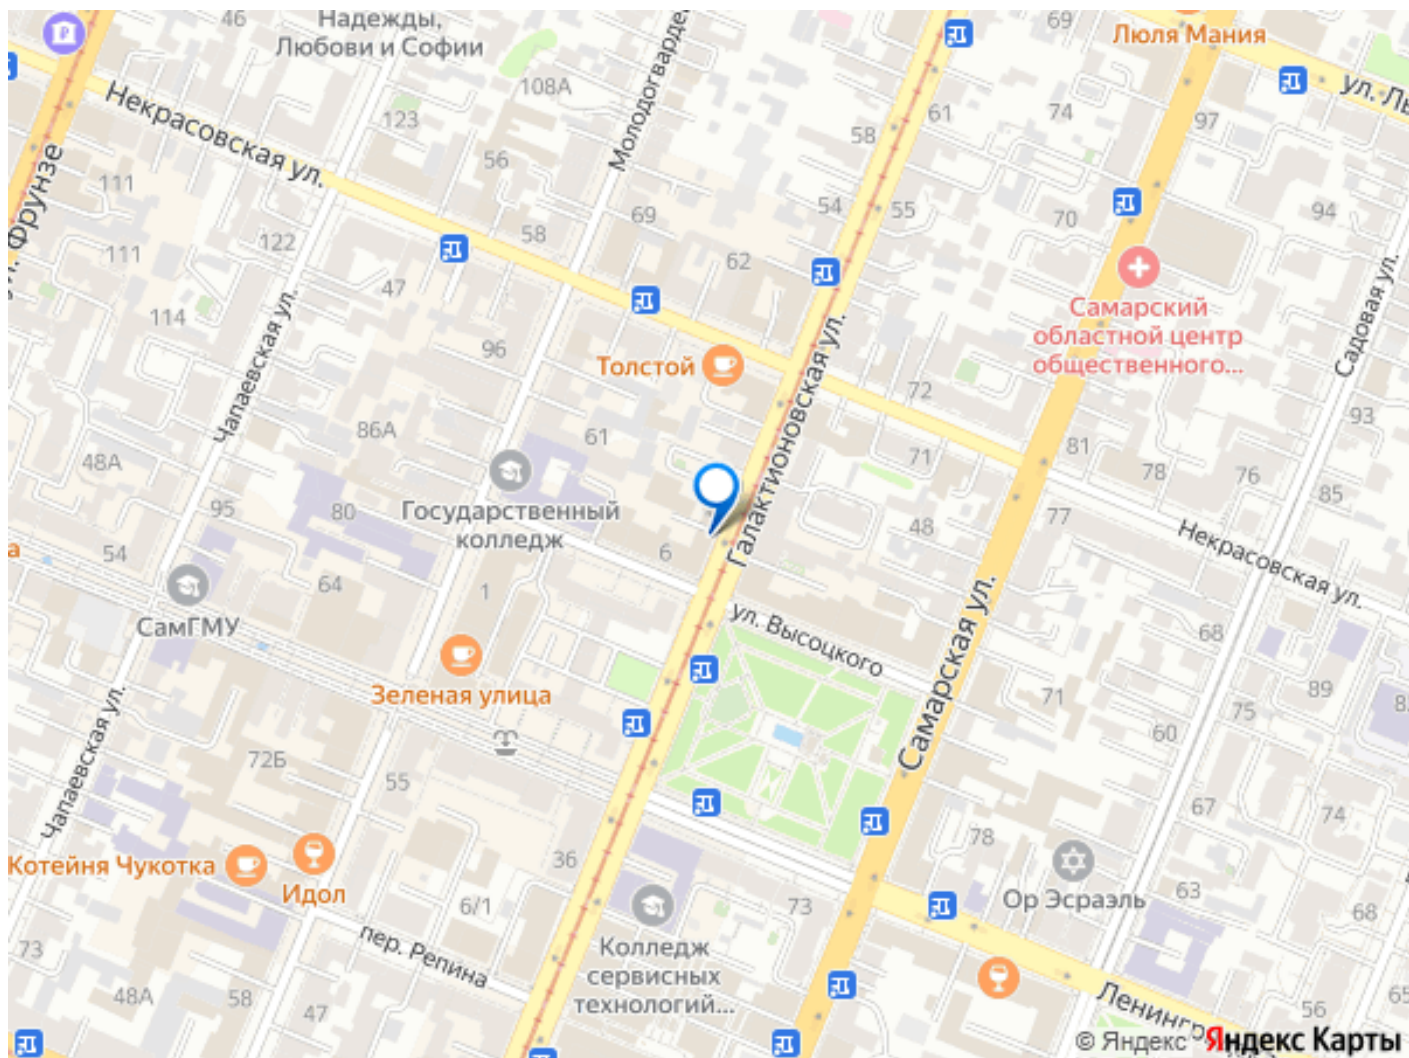 46
Надежды,
Любови и Софии
Молодогварде
69
Люля Мания
ул. Ль
108А
Некрасовская ул.
123
56
61
74
58
97
ул. Фрунзе
111
111
122
58
69
62
54
55
70
94
47
114
96
Чапаевская ул.
Толстой
Галактионовская ул.
Самарский
областной центр
общественного...
Садовая ул.
72
93
86А
61
48А
71
81
78
76
85
95
80
Государственный
колледж
6
48
77
Некрасовская ул.
а
54
64
1
СамГМУ
ул. Высоцкого
68
Зеленая улица
Самарская ул.
71
89
75
60
8
Чапаевская ул.
72Б
55
67
74
78
Котейня Чукотка
Идол
36
Ор Эсраэль
63
68
6/1
73
73
пер. Репина
Колледж
сервисных
технологий...
48А
58
47
Ленингр
56
65
© Яндекс Яндекс Карты